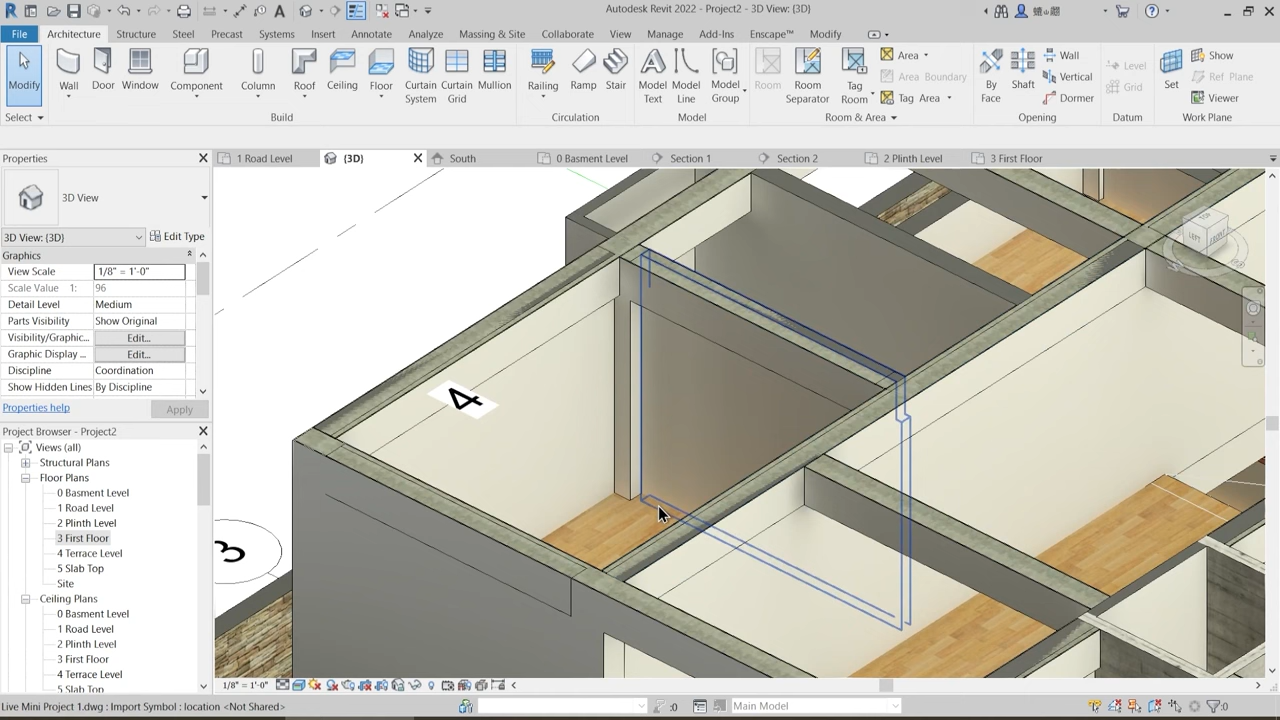 Autodesk Revit 2022 - Project2 - 3D View: {3D}
File Architecture Structure Steel Precast Systems Insert Annotate Analyze Massing & Site Collaborate View Manage Add-Ins Enscape™ Modify
Modify Wall Door Window Component Column Roof Ceiling Floor Curtain System Curtain Grid Mullion Railing Ramp Stair Model Text Model Line Model Group Room Room Separator Tag Room Area Area Boundary Tag Area By Face Shaft Wall Vertical Dormer Level Grid Set Show Ref Plane Viewer
Select Build Circulation Model Room & Area Opening Datum Work Plane
Properties
1 Road Level {3D} South 0 Basment Level Section 1 Section 2 2 Plinth Level 3 First Floor
3D View
3D View: {3D} Edit Type
Graphics
View Scale 1/8" = 1'-0"
Scale Value 1: 96
Detail Level Medium
Parts Visibility Show Original
Visibility/Graphic... Edit...
Graphic Display ... Edit...
Discipline Coordination
Show Hidden Lines By Discipline
Properties help Apply
Project Browser - Project2
Views (all)
Structural Plans
Floor Plans
0 Basment Level
1 Road Level
2 Plinth Level
3 First Floor
4 Terrace Level
5 Slab Top
Site
Ceiling Plans
0 Basment Level
1 Road Level
2 Plinth Level
3 First Floor
4 Terrace Level
5 Slab Top
4
3
TOP
LEFT
FRONT
1/8" = 1'-0"
Live Mini Project 1.dwg : Import Symbol : location <Not Shared> :0 Main Model :0